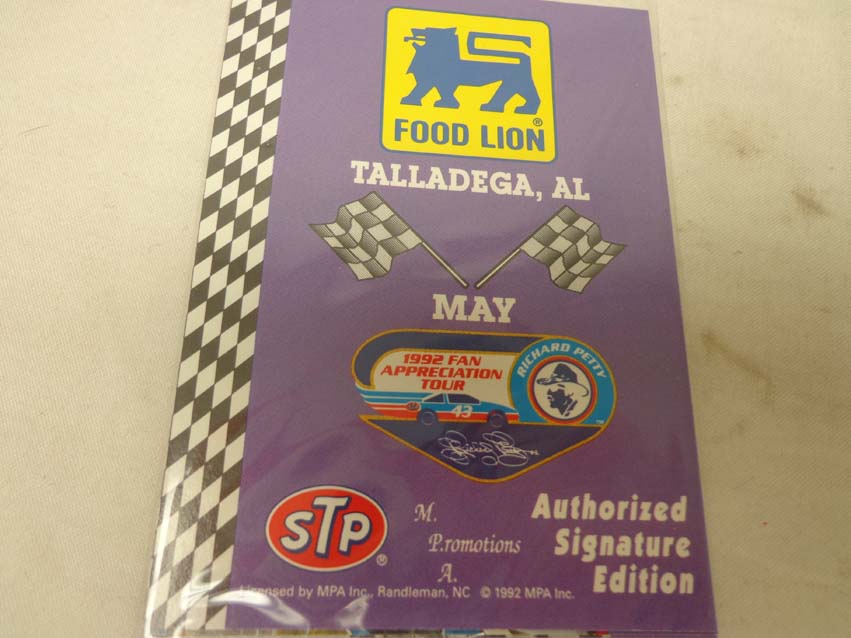 FOOD LION ®
TALLADEGA, AL
MAY
1992 FAN
APPRECIATION
TOUR
RICHARD PETTY
43
TM
STP ®
M.
P.romotions
A.
Authorized
Signature
Edition
Licensed by MPA Inc., Randleman, NC © 1992 MPA Inc.